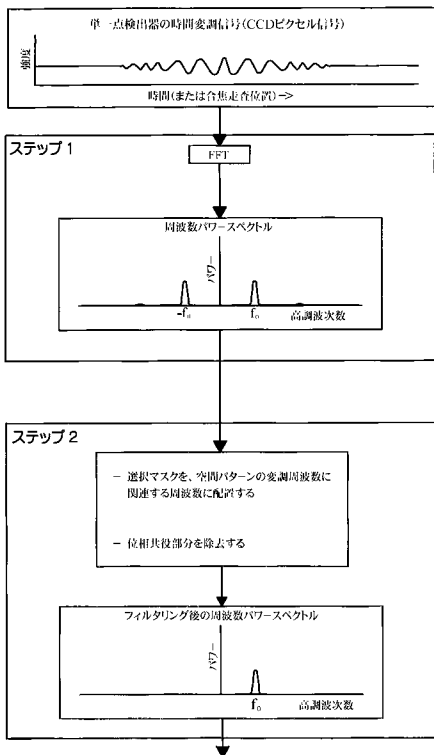 単一点検出器の時間変調信号(CCDピクセル信号)
強度
時間(または合焦走査位置)->
ステップ1
FFT
周波数パワースペクトル
パワー
-f₀
f₀
高調波次数
ステップ2
- 選択マスクを、空間パターンの変調周波数に
関連する周波数に配置する
- 位相共役部分を除去する
フィルタリング後の周波数パワースペクトル
パワー
f₀
高調波次数